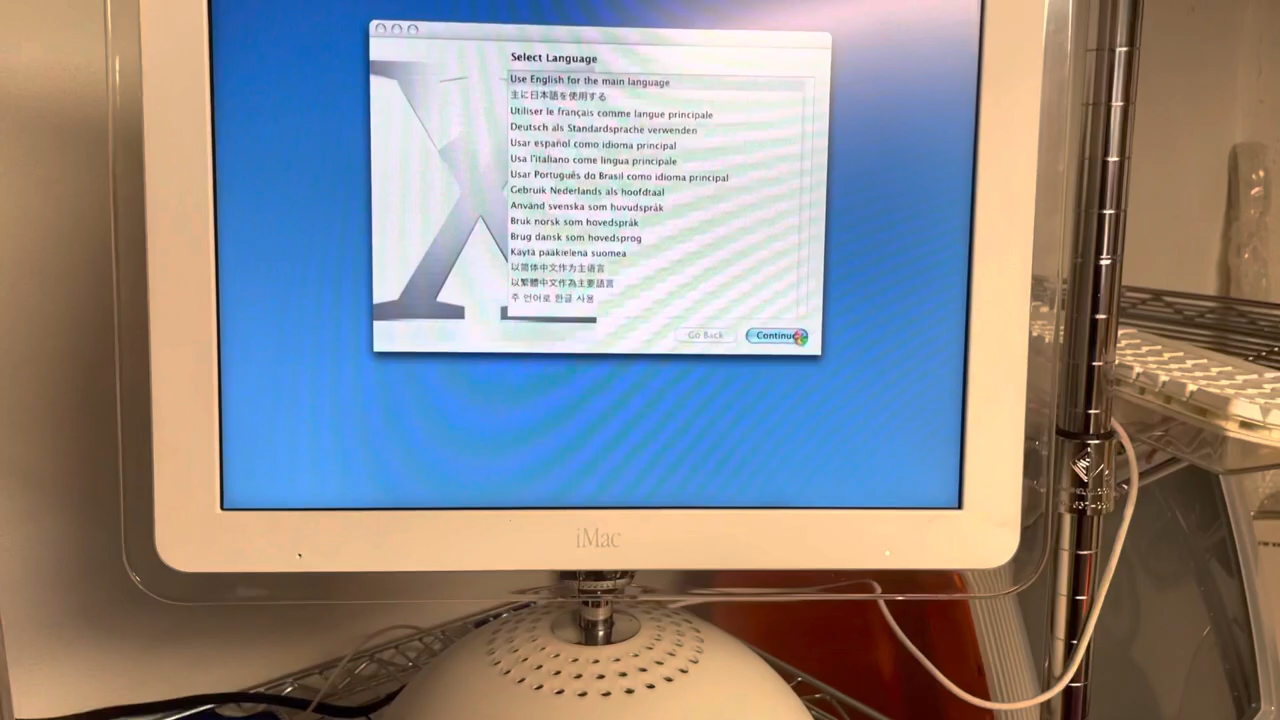 Select Language
Use English for the main language
主に日本語を使用する
Utiliser le français comme langue principale
Deutsch als Standardsprache verwenden
Usar español como idioma principal
Usa l'italiano come lingua principale
Usar Português do Brasil como idioma principal
Gebruik Nederlands als hoofdtaal
Använd svenska som huvudspråk
Bruk norsk som hovedspråk
Brug dansk som hovedsprog
Käytä pääkielenä suomea
以简体中文作为主语言
以繁體中文作為主要語言
주 언어로 한글 사용
Go Back
Continue
iMac